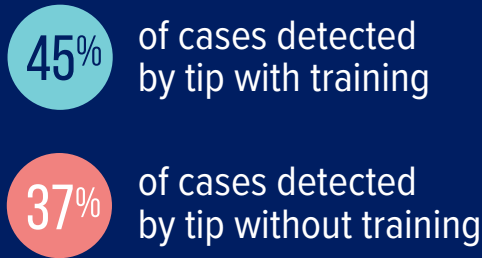 45%
of cases detected
by tip with training
37%
of cases detected
by tip without training